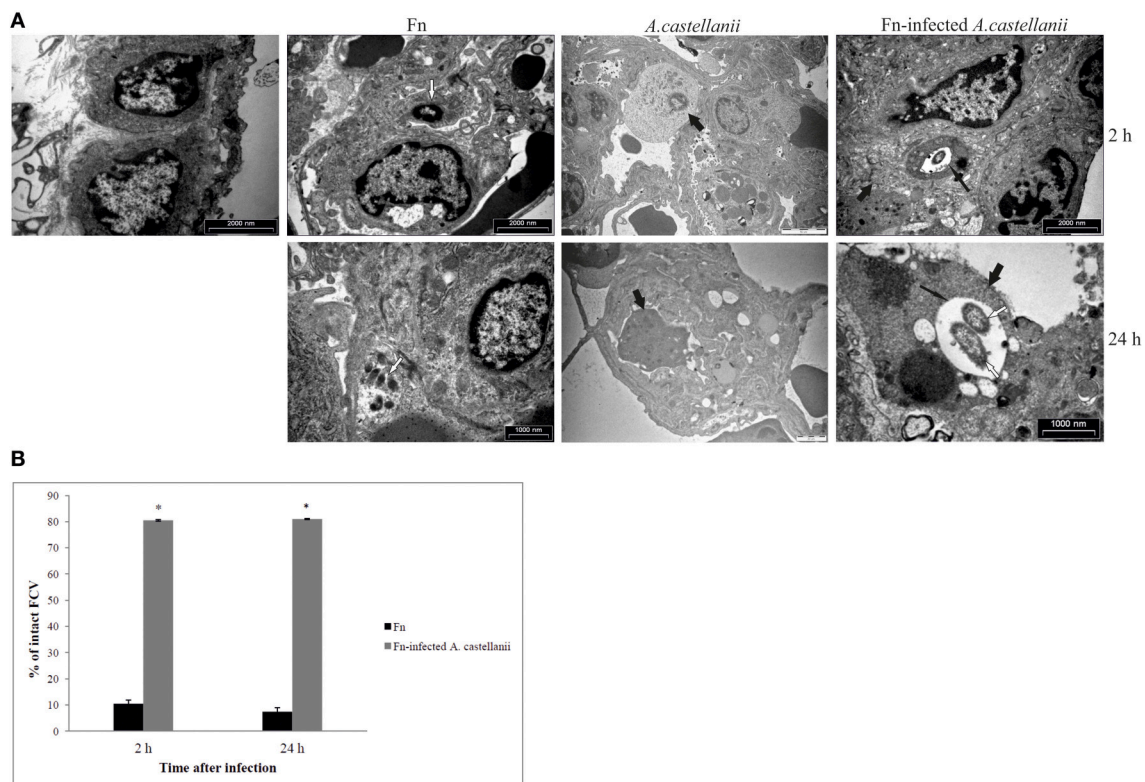 A
Fn
A.castellanii
Fn-infected A.castellanii
2000 nm
2000 nm
2000 nm
2 h
1000 nm
1000 nm
24 h
B
90
80
70
60
50
40
30
20
10
0
% of intact FCV
* *
Fn
Fn-infected A. castellanii
2 h 24 h
Time after infection